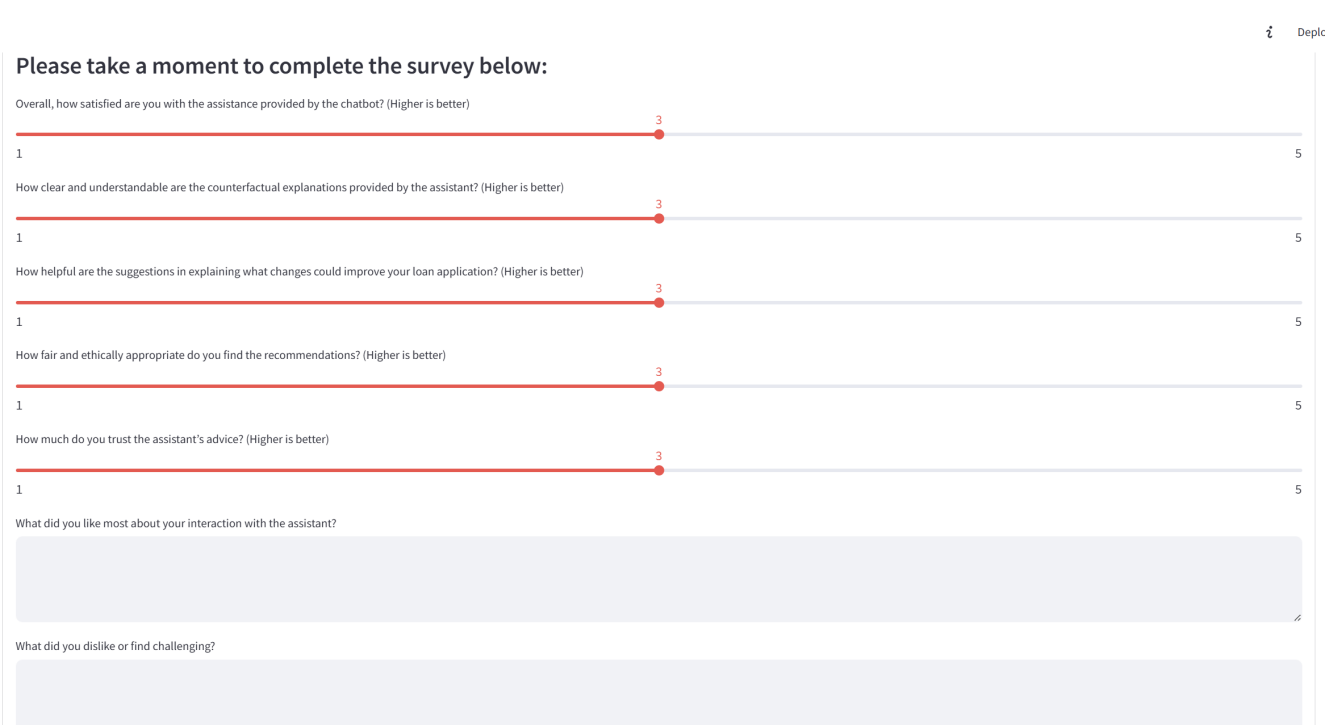 i Deplo
Please take a moment to complete the survey below:
Overall, how satisfied are you with the assistance provided by the chatbot? (Higher is better)
3
1 5
How clear and understandable are the counterfactual explanations provided by the assistant? (Higher is better)
3
1 5
How helpful are the suggestions in explaining what changes could improve your loan application? (Higher is better)
3
1 5
How fair and ethically appropriate do you find the recommendations? (Higher is better)
3
1 5
How much do you trust the assistant's advice? (Higher is better)
3
1 5
What did you like most about your interaction with the assistant?
What did you dislike or find challenging?